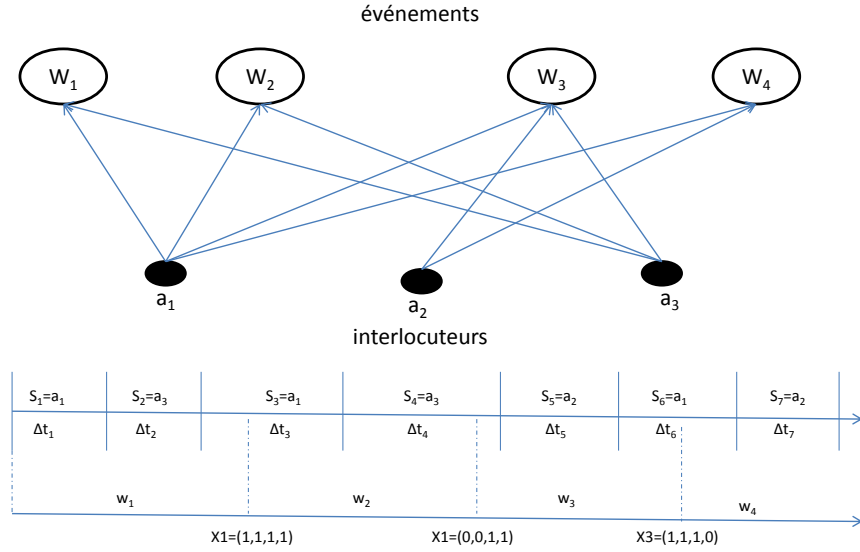 événements
W₁ W₂ W₃ W₄
a₁ a₂ a₃
interlocuteurs
S₁=a₁ S₂=a₃ S₃=a₁ S₄=a₃ S₅=a₂ S₆=a₁ S₇=a₂
Δt₁ Δt₂ Δt₃ Δt₄ Δt₅ Δt₆ Δt₇
w₁ w₂ w₃ w₄
X1=(1,1,1,1) X1=(0,0,1,1) X3=(1,1,1,0)